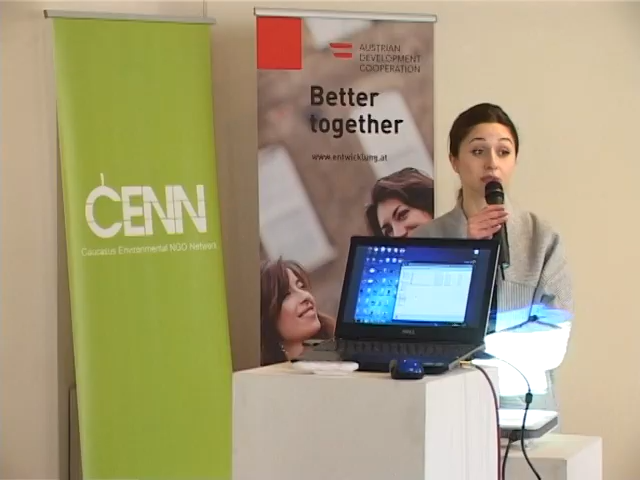 CENN
Caucasus Environmental NGO Network
AUSTRIAN
DEVELOPMENT
COOPERATION
Better
together
www.entwicklung.at
DELL